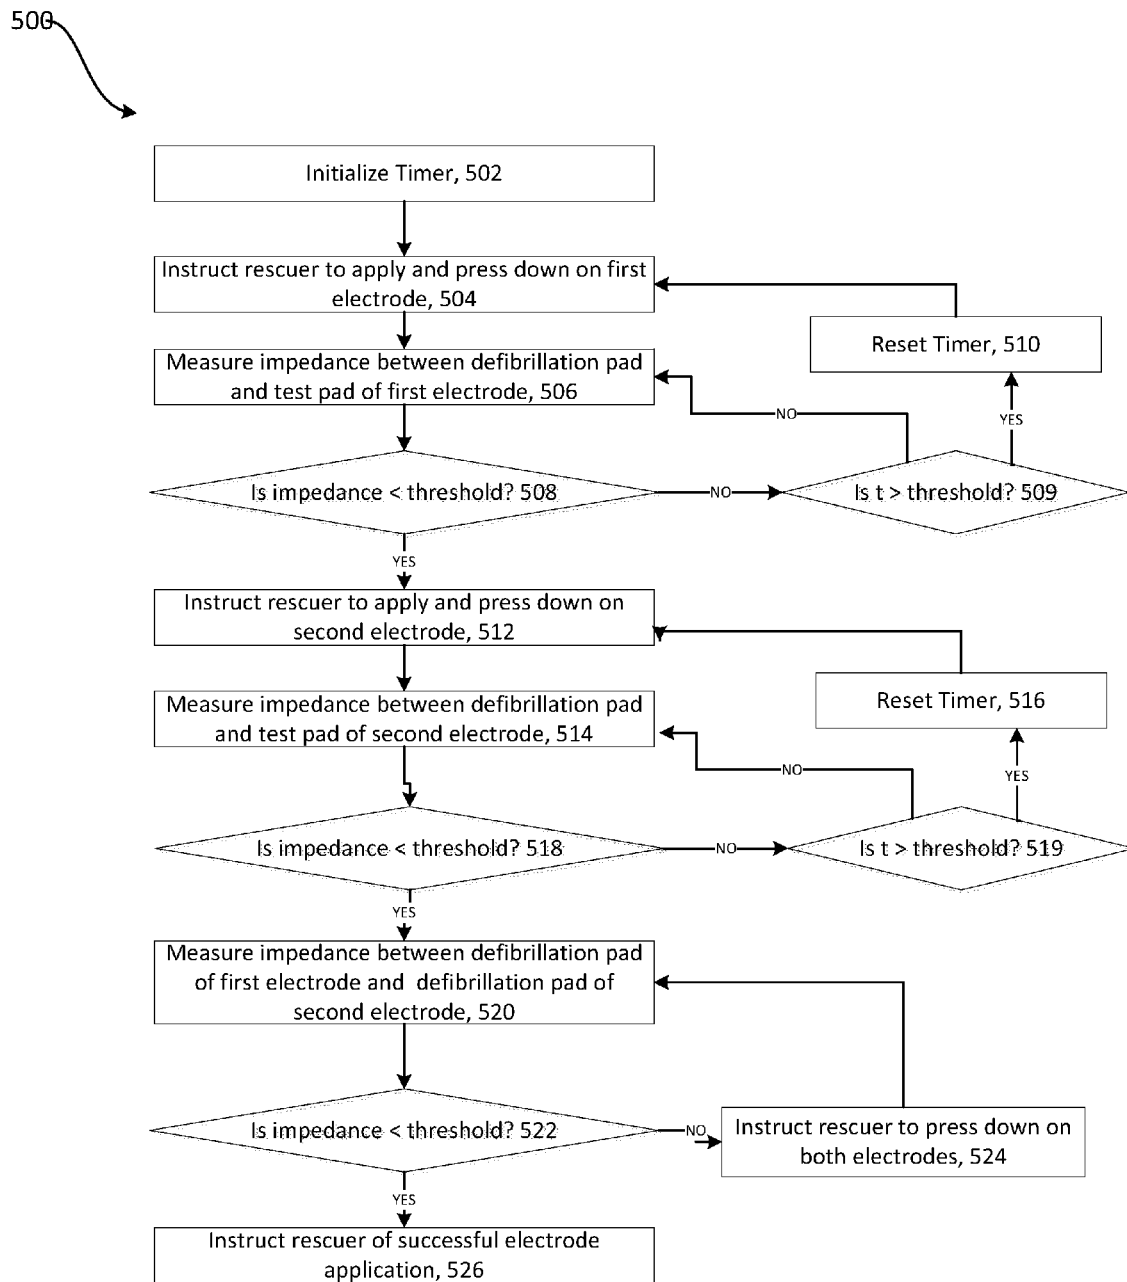 500
Initialize Timer, 502
Instruct rescuer to apply and press down on first
electrode, 504
Reset Timer, 510
Measure impedance between defibrillation pad
and test pad of first electrode, 506
NO
YES
Is impedance < threshold? 508
NO
Is t > threshold? 509
YES
Instruct rescuer to apply and press down on
second electrode, 512
Reset Timer, 516
Measure impedance between defibrillation pad
and test pad of second electrode, 514
NO
YES
Is impedance < threshold? 518
NO
Is t > threshold? 519
YES
Measure impedance between defibrillation pad
of first electrode and defibrillation pad of
second electrode, 520
Is impedance < threshold? 522
NO
Instruct rescuer to press down on
both electrodes, 524
YES
Instruct rescuer of successful electrode
application, 526